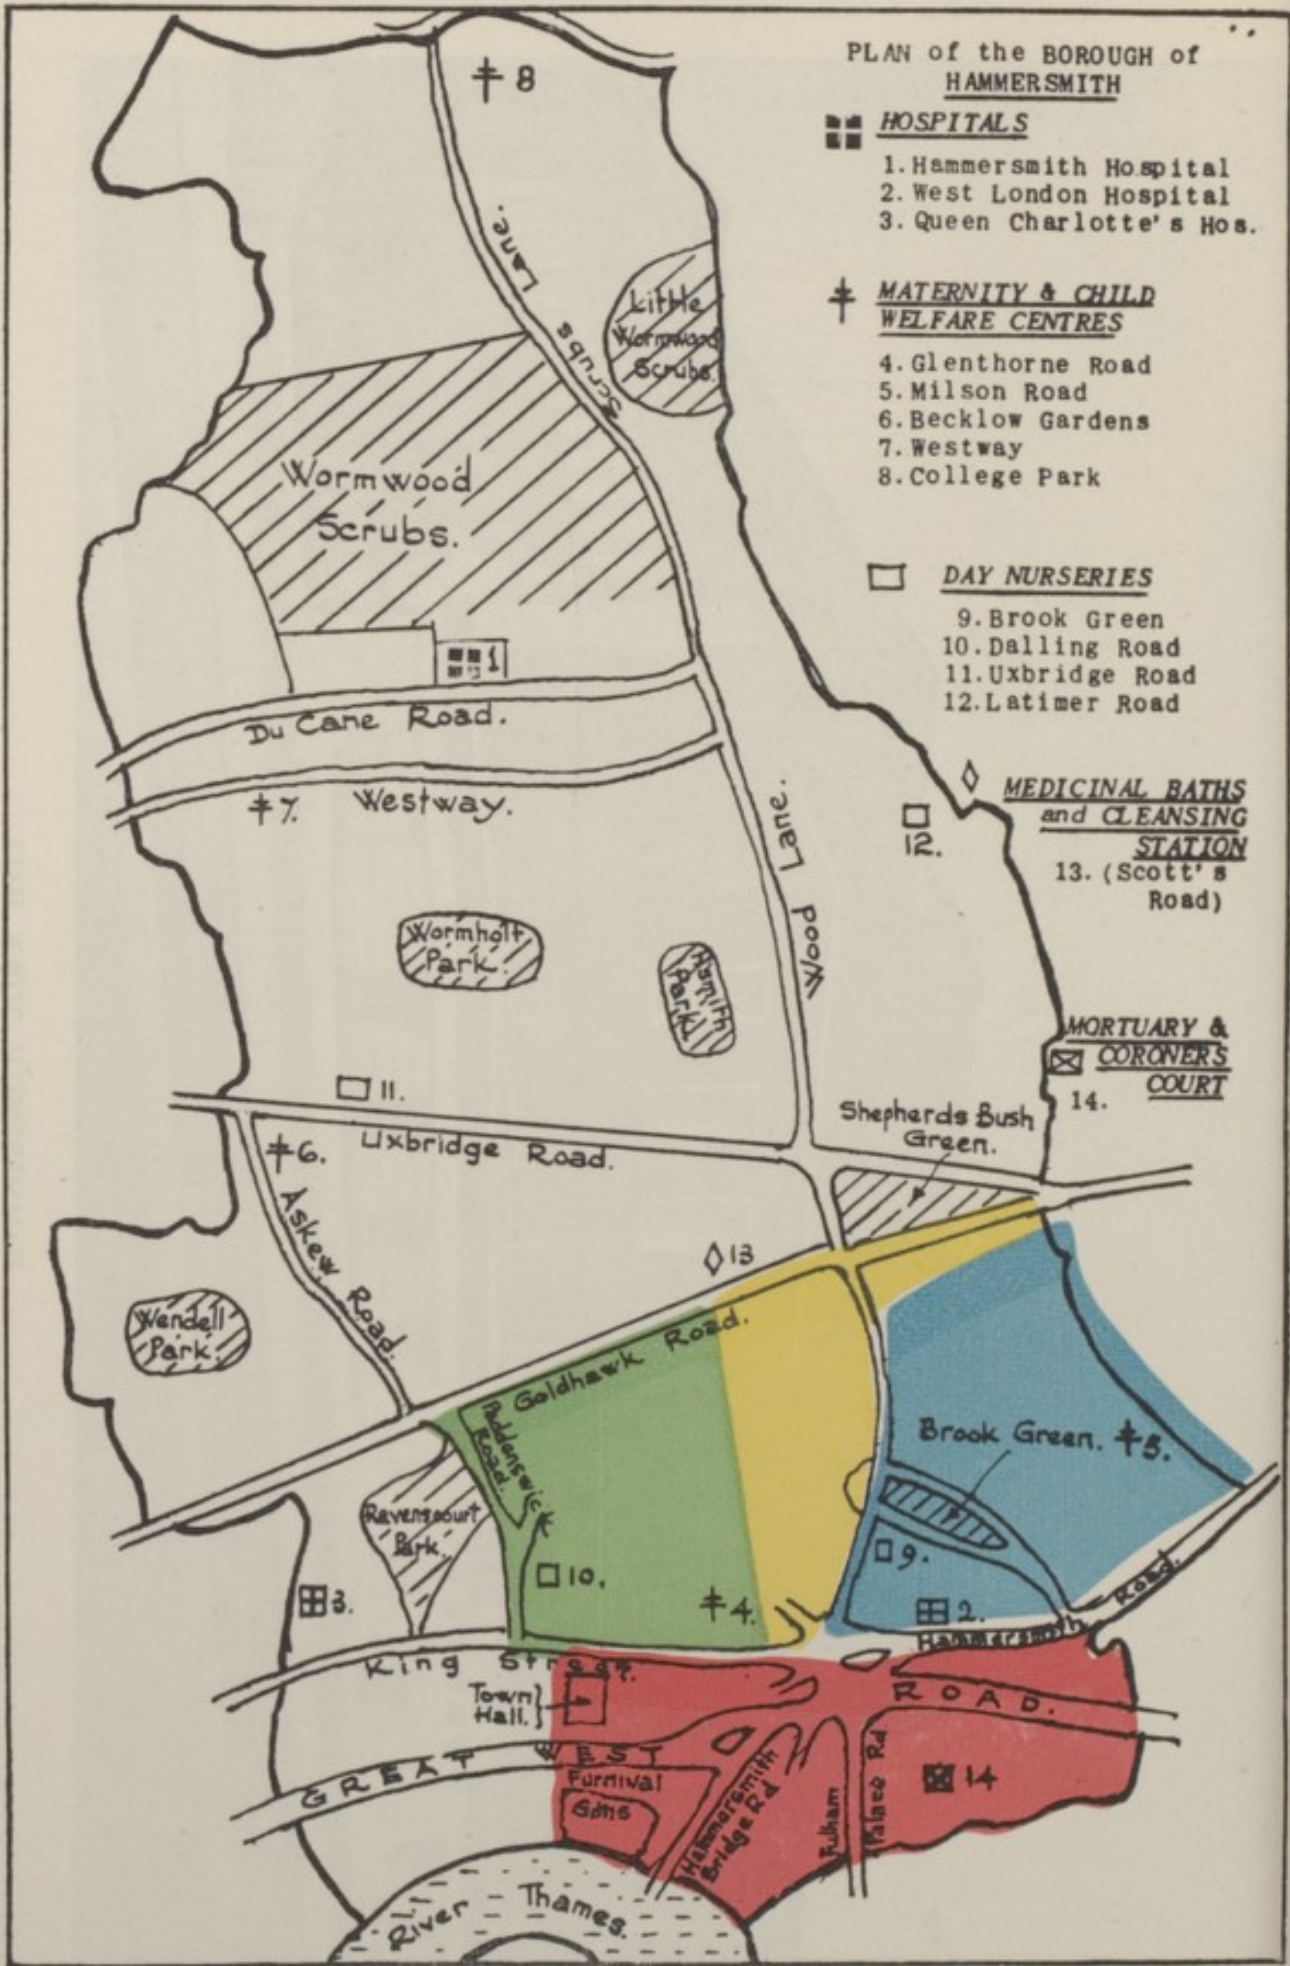 PLAN of the BOROUGH of
HAMMERSMITH
HOSPITALS
1. Hammersmith Hospital
2. West London Hospital
3. Queen Charlotte's Hos.
MATERNITY & CHILD
WELFARE CENTRES
4. Glenthorne Road
5. Milson Road
6. Becklow Gardens
7. Westway
8. College Park
DAY NURSERIES
9. Brook Green
10. Dalling Road
11. Uxbridge Road
12. Latimer Road
MEDICINAL BATHS
and CLEANSING
STATION
13. (Scott's
Road)
MORTUARY &
CORONERS
COURT
14.
8
Scrubs Lane.
Little
Wormwood
Scrubs.
Wormwood
Scrubs.
1
Du Cane Road.
7.
Westway.
12.
Wood Lane.
Wormholt
Park.
H'smith
Park.
11.
Uxbridge Road.
6.
Shepherds Bush
Green.
Askew Road.
13
Wendell
Park.
Goldhawk Road.
Paddenswick
Road.
Brook Green.
5.
Ravenscourt
Park.
9.
10.
3.
4.
2.
Hammersmith Road.
King Street.
Town
Hall.
GREAT WEST ROAD.
Furnival
Gdns
Hammersmith
Bridge Rd
Fulham
Palace Rd
14
River Thames.